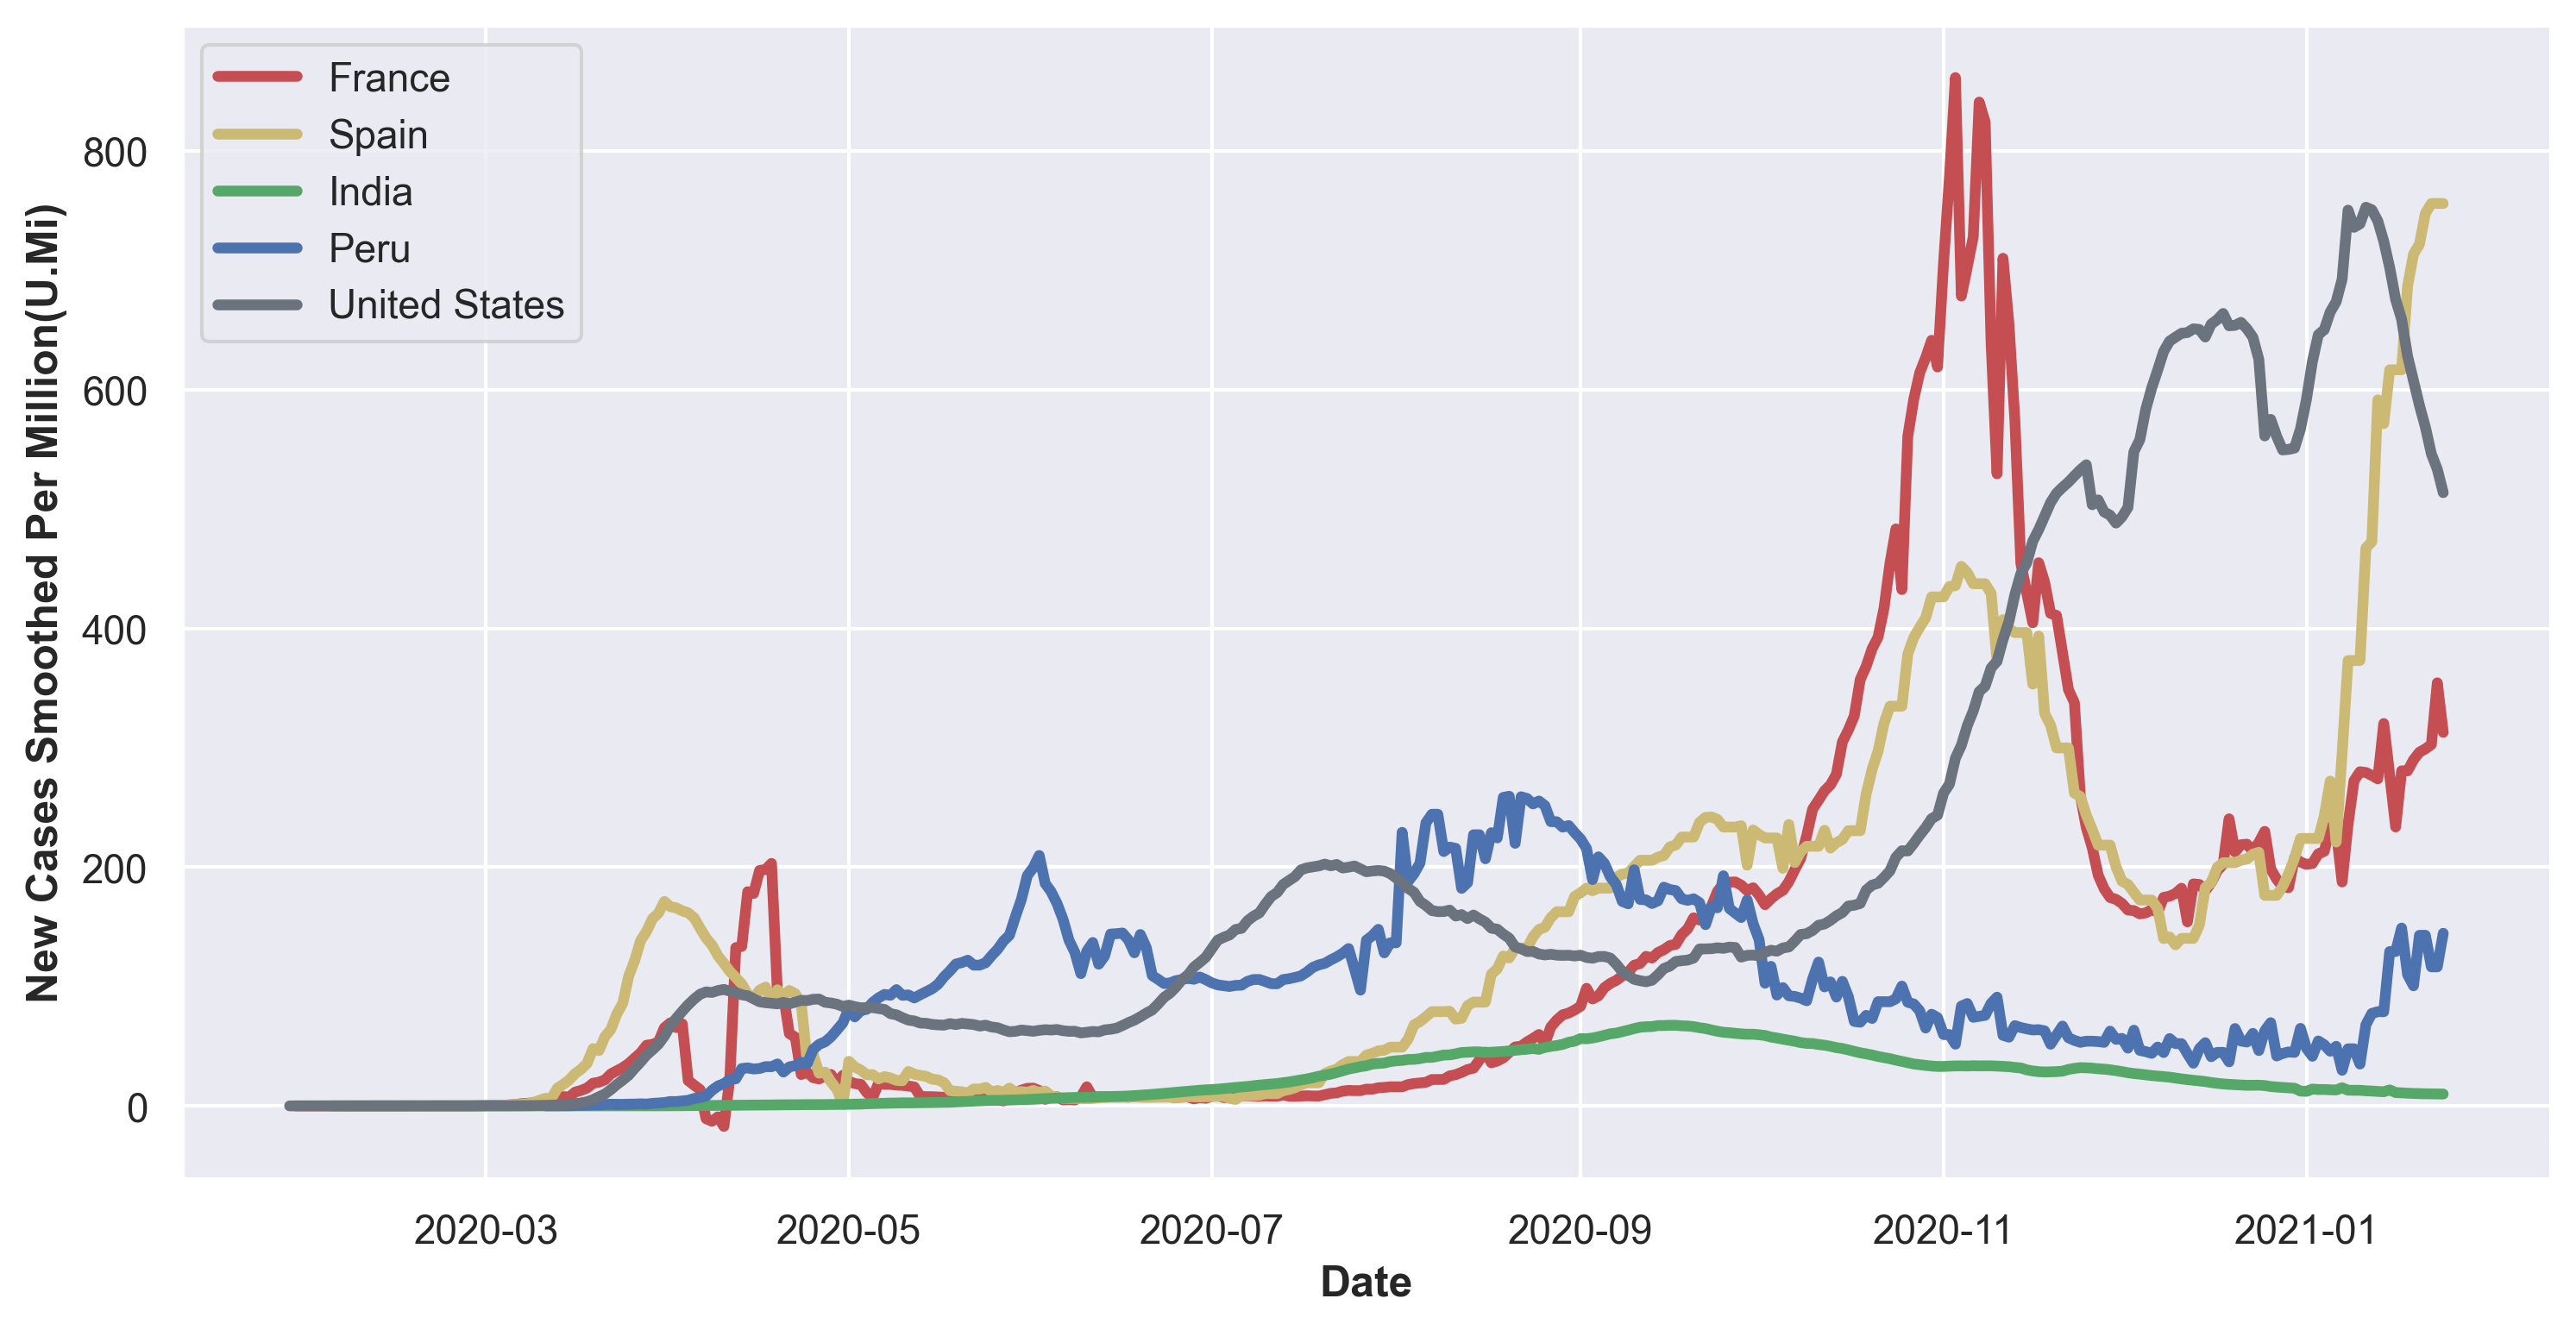 France
Spain
India
Peru
United States
New Cases Smoothed Per Million(U.Mi)
800
600
400
200
0
2020-03 2020-05 2020-07 2020-09 2020-11 2021-01
Date